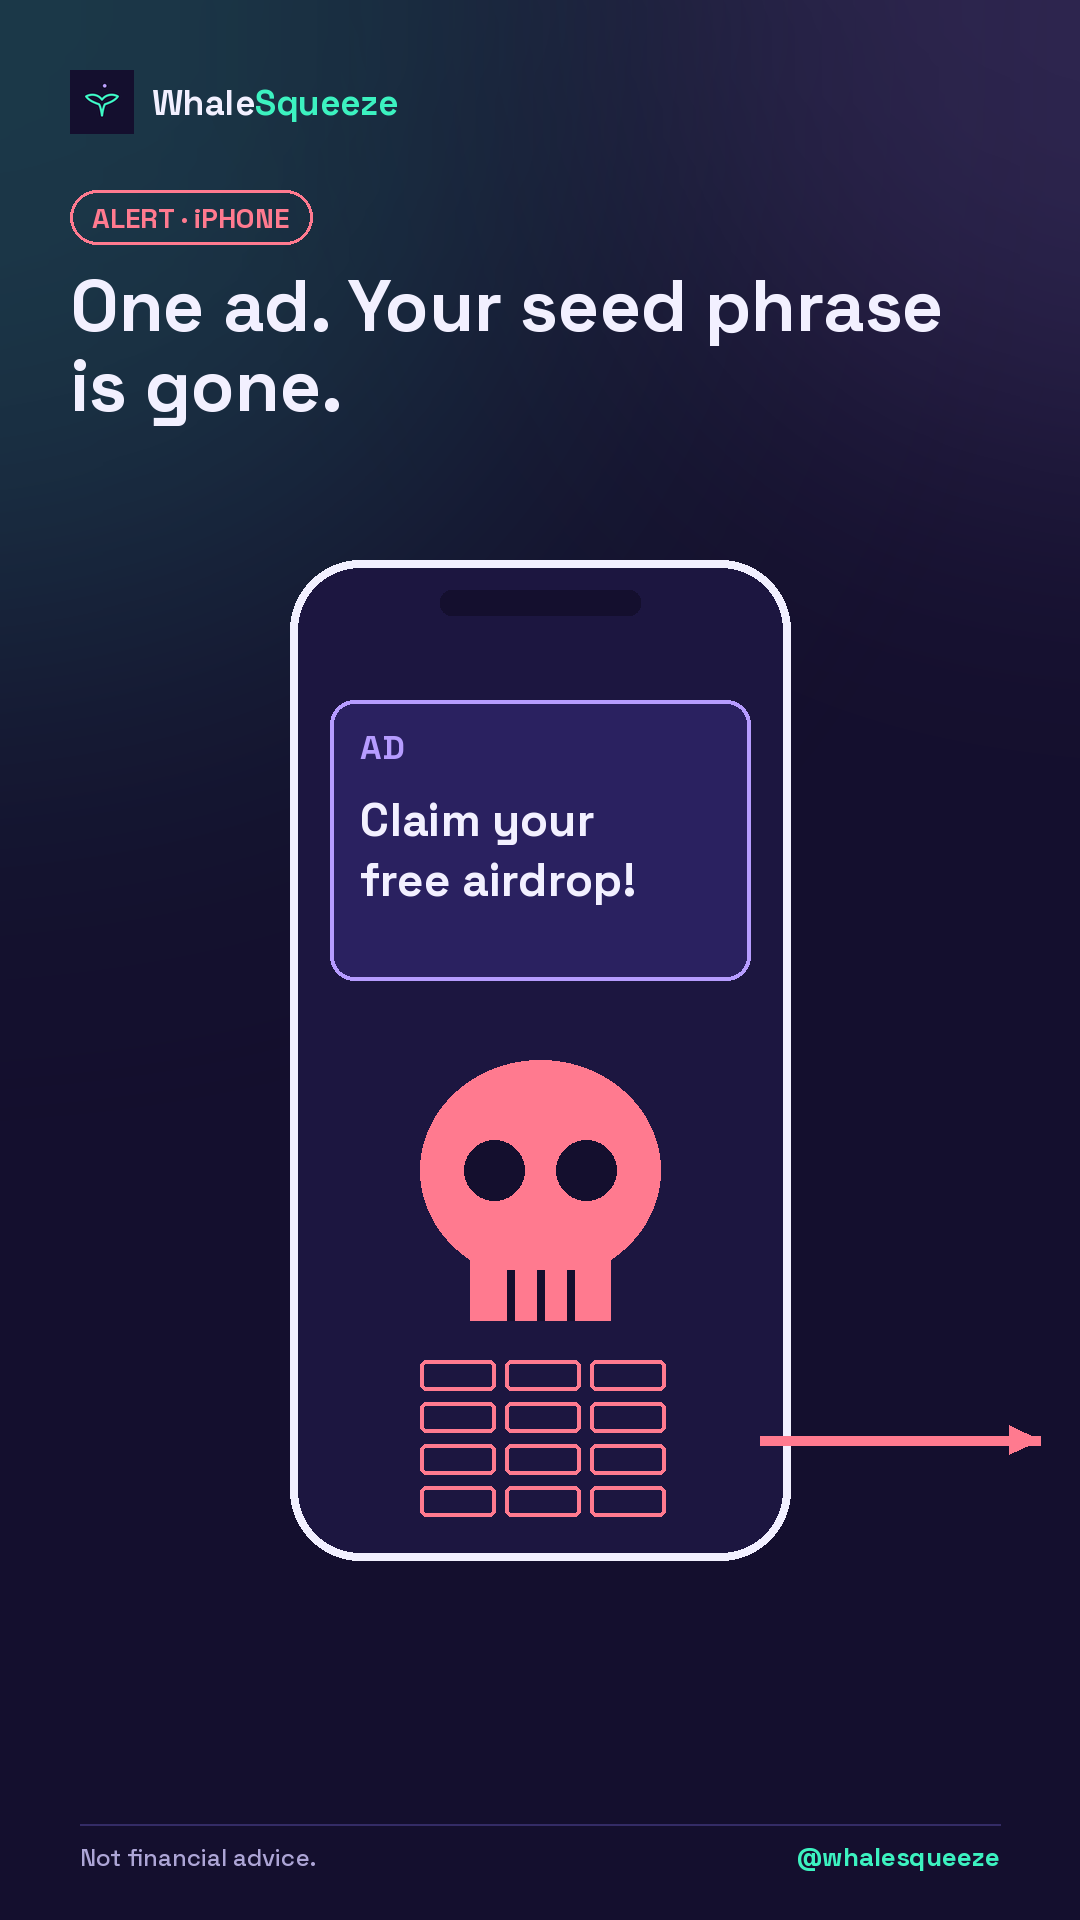 WhaleSqueeze
ALERT · iPHONE
One ad. Your seed phrase
is gone.
AD
Claim your
free airdrop!
Not financial advice.
@whalesqueeze